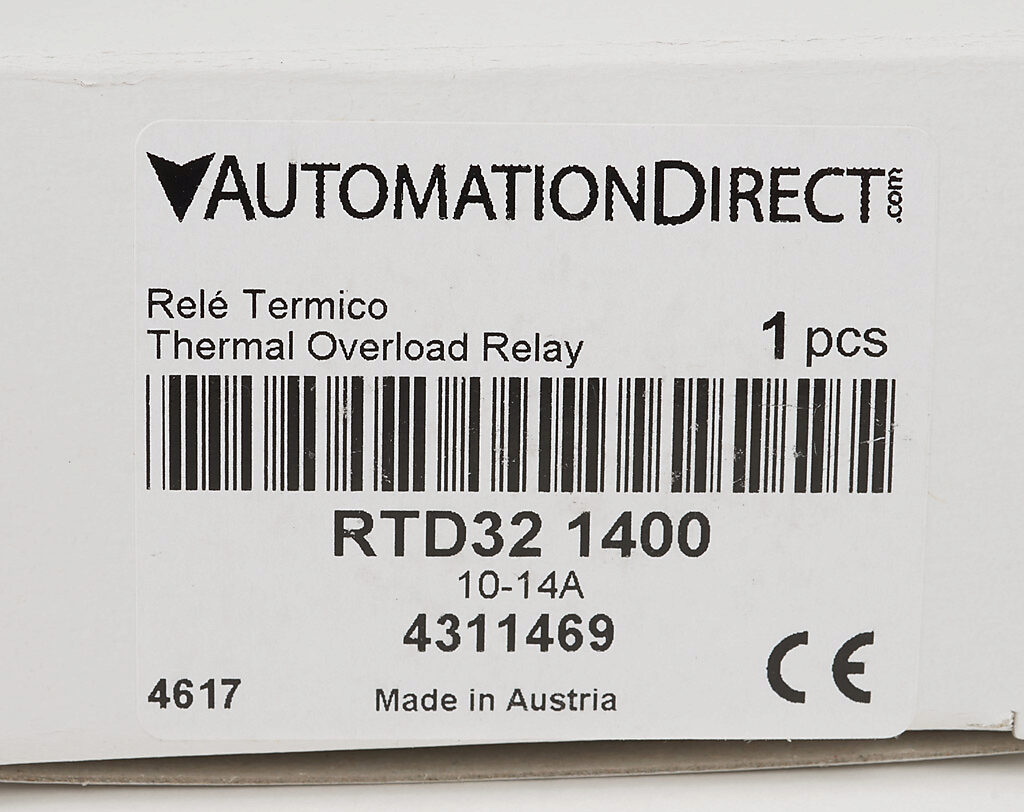 AUTOMATIONDIRECT.com
Relé Termico
Thermal Overload Relay
1 pcs
RTD32 1400
10-14A
4311469
4617
Made in Austria
CE